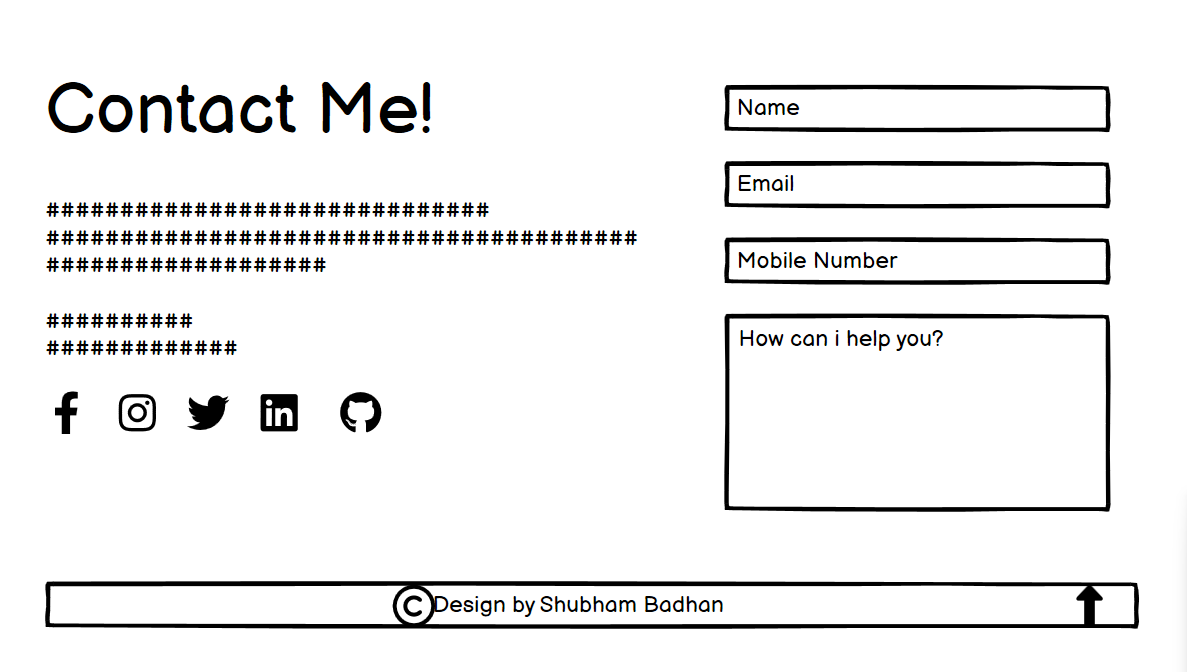 Contact Me!
##############################
########################################
###################
##########
#############
Name
Email
Mobile Number
How can i help you?
© Design by Shubham Badhan